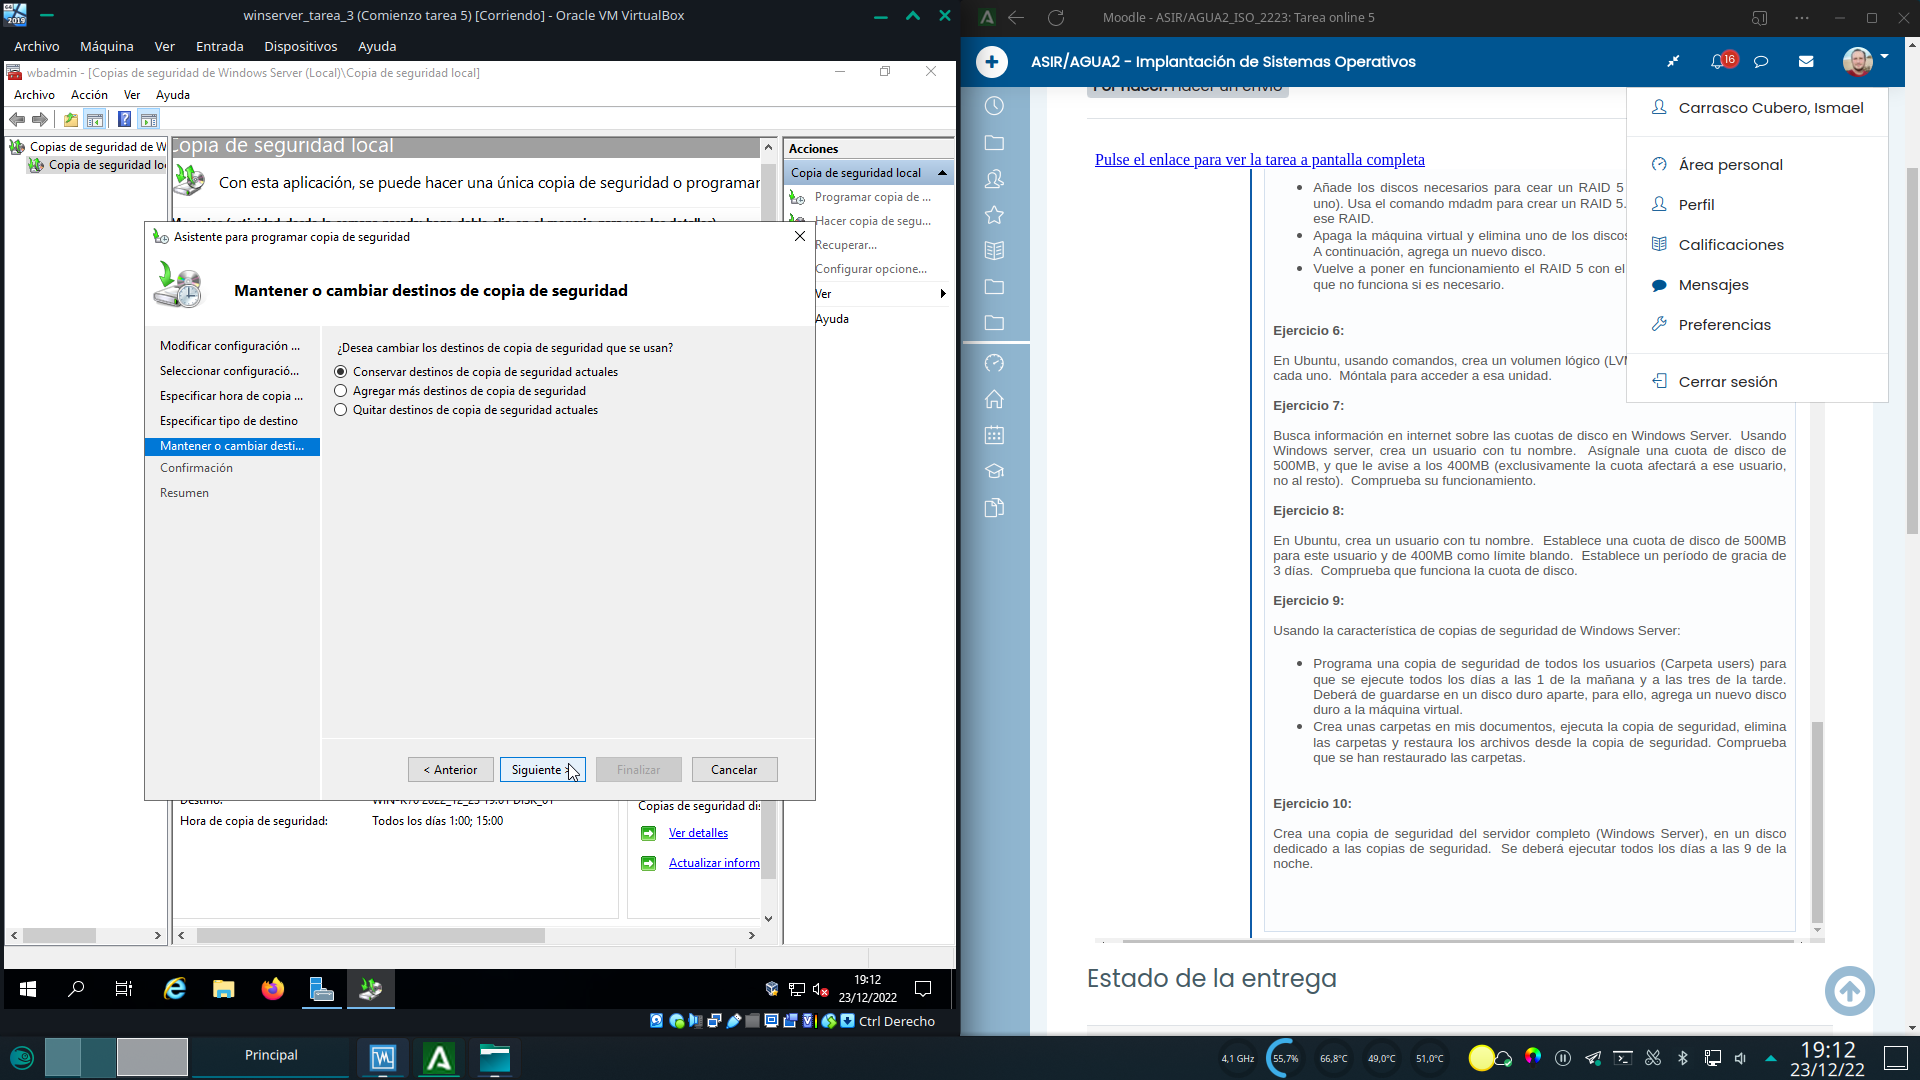 winserver_tarea_3 (Comienzo tarea 5) [Corriendo] - Oracle VM VirtualBox
Archivo Máquina Ver Entrada Dispositivos Ayuda
wbadmin - [Copias de seguridad de Windows Server (Local)\Copia de seguridad local]
Archivo Acción Ver Ayuda
Copias de seguridad de W
Copia de seguridad lo
Copia de seguridad local
Con esta aplicación, se puede hacer una única copia de seguridad o programar
Acciones
Copia de seguridad local
Programar copia de ...
Hacer copia de segu...
Recuperar...
Configurar opcione...
Ver
Ayuda
Asistente para programar copia de seguridad
Mantener o cambiar destinos de copia de seguridad
Modificar configuración ...
Seleccionar configuració...
Especificar hora de copia ...
Especificar tipo de destino
Mantener o cambiar desti...
Confirmación
Resumen
¿Desea cambiar los destinos de copia de seguridad que se usan?
Conservar destinos de copia de seguridad actuales
Agregar más destinos de copia de seguridad
Quitar destinos de copia de seguridad actuales
< Anterior
Siguiente >
Finalizar
Cancelar
Hora de copia de seguridad: Todos los días 1:00; 15:00
Copias de seguridad di
Ver detalles
Actualizar inform
19:12
23/12/2022
Ctrl Derecho
Principal
Moodle - ASIR/AGUA2_ISO_2223: Tarea online 5
ASIR/AGUA2 - Implantación de Sistemas Operativos
16
Por hacer: Hacer un envío
Carrasco Cubero, Ismael
Área personal
Perfil
Calificaciones
Mensajes
Preferencias
Cerrar sesión
Pulse el enlace para ver la tarea a pantalla completa
Añade los discos necesarios para cear un RAID 5
uno). Usa el comando mdadm para crear un RAID 5.
ese RAID.
Apaga la máquina virtual y elimina uno de los discos
A continuación, agrega un nuevo disco.
Vuelve a poner en funcionamiento el RAID 5 con el
que no funciona si es necesario.
Ejercicio 6:
En Ubuntu, usando comandos, crea un volumen lógico (LVM
cada uno. Móntala para acceder a esa unidad.
Ejercicio 7:
Busca información en internet sobre las cuotas de disco en Windows Server. Usando
Windows server, crea un usuario con tu nombre. Asígnale una cuota de disco de
500MB, y que le avise a los 400MB (exclusivamente la cuota afectará a ese usuario,
no al resto). Comprueba su funcionamiento.
Ejercicio 8:
En Ubuntu, crea un usuario con tu nombre. Establece una cuota de disco de 500MB
para este usuario y de 400MB como límite blando. Establece un período de gracia de
3 días. Comprueba que funciona la cuota de disco.
Ejercicio 9:
Usando la característica de copias de seguridad de Windows Server:
Programa una copia de seguridad de todos los usuarios (Carpeta users) para
que se ejecute todos los días a las 1 de la mañana y a las tres de la tarde.
Deberá de guardarse en un disco duro aparte, para ello, agrega un nuevo disco
duro a la máquina virtual.
Crea unas carpetas en mis documentos, ejecuta la copia de seguridad, elimina
las carpetas y restaura los archivos desde la copia de seguridad. Comprueba
que se han restaurado las carpetas.
Ejercicio 10:
Crea una copia de seguridad del servidor completo (Windows Server), en un disco
dedicado a las copias de seguridad. Se deberá ejecutar todos los días a las 9 de la
noche.
Estado de la entrega
4,1 GHz 55,7% 66,8°C 49,0°C 51,0°C
19:12
23/12/22